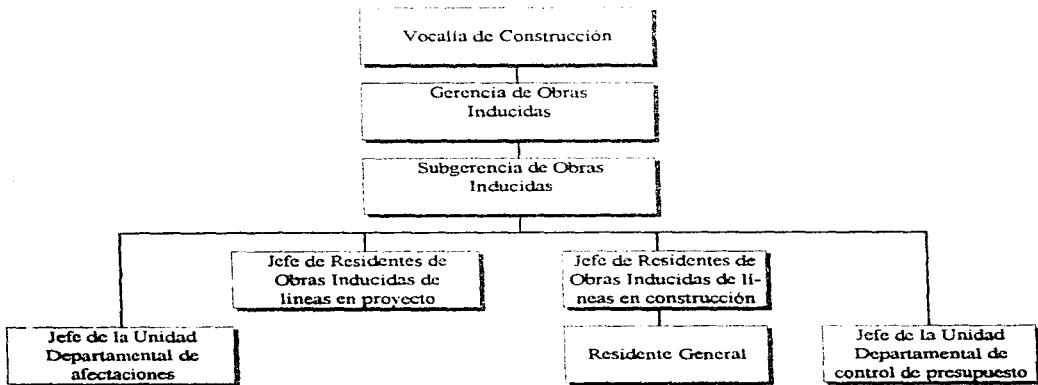 Vocalía de Construcción
Gerencia de Obras
Inducidas
Subgerencia de Obras
Inducidas
Jefe de Residentes de
Obras Inducidas de
líneas en proyecto
Jefe de Residentes de
Obras Inducidas de lí-
neas en construcción
Jefe de la Unidad
Departamental de
afectaciones
Residente General
Jefe de la Unidad
Departamental de
control de presupuesto